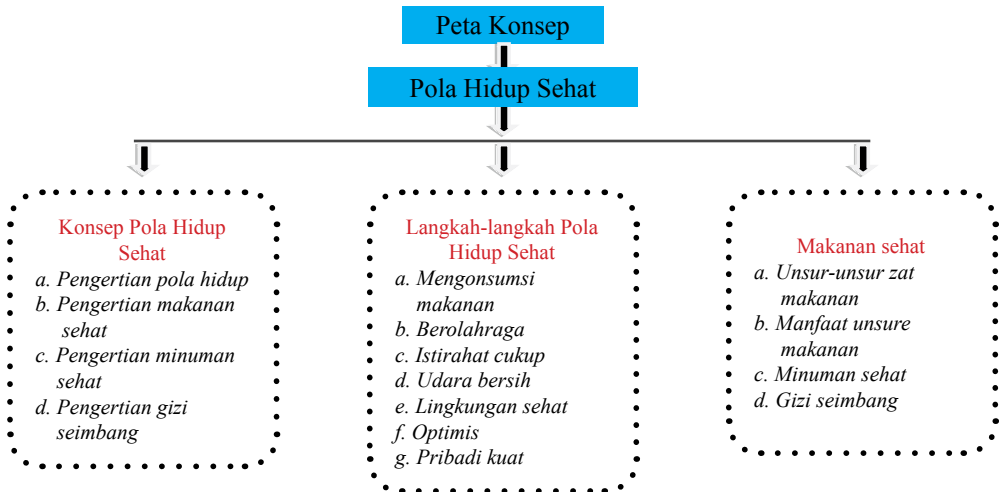 Peta Konsep
Pola Hidup Sehat
Konsep Pola Hidup
Sehat
a. Pengertian pola hidup
b. Pengertian makanan
sehat
c. Pengertian minuman
sehat
d. Pengertian gizi
seimbang
Langkah-langkah Pola
Hidup Sehat
a. Mengonsumsi
makanan
b. Berolahraga
c. Istirahat cukup
d. Udara bersih
e. Lingkungan sehat
f. Optimis
g. Pribadi kuat
Makanan sehat
a. Unsur-unsur zat
makanan
b. Manfaat unsure
makanan
c. Minuman sehat
d. Gizi seimbang